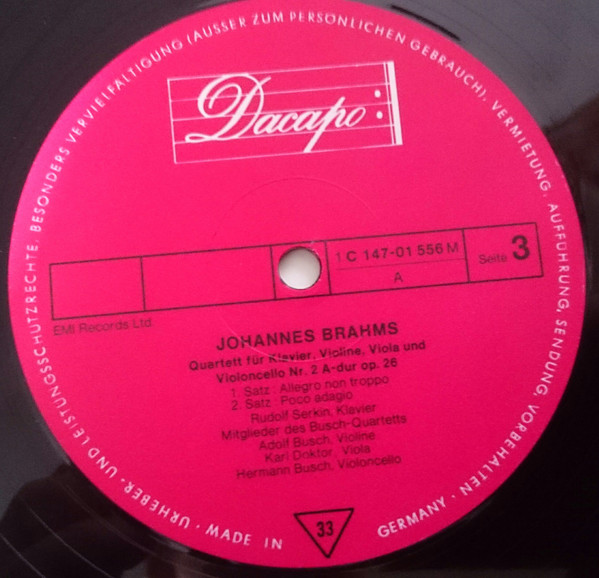 URHEBER- UND LEISTUNGSSCHUTZRECHTE, BESONDERS VERVIELFÄLTIGUNG (AUSSER ZUM PERSÖNLICHEN GEBRAUCH), VERMIETUNG, AUFFÜHRUNG, SENDUNG, VORBEHALTEN · GERMANY ·
MADE IN
Dacapo
1 C 147-01 556 M
A
Seite 3
EMI Records Ltd.
JOHANNES BRAHMS
Quartett für Klavier, Violine, Viola und
Violoncello Nr. 2 A-dur op. 26
1. Satz : Allegro non troppo
2. Satz : Poco adagio
Rudolf Serkin, Klavier
Mitglieder des Busch-Quartetts
Adolf Busch, Violine
Karl Doktor, Viola
Hermann Busch, Violoncello
33